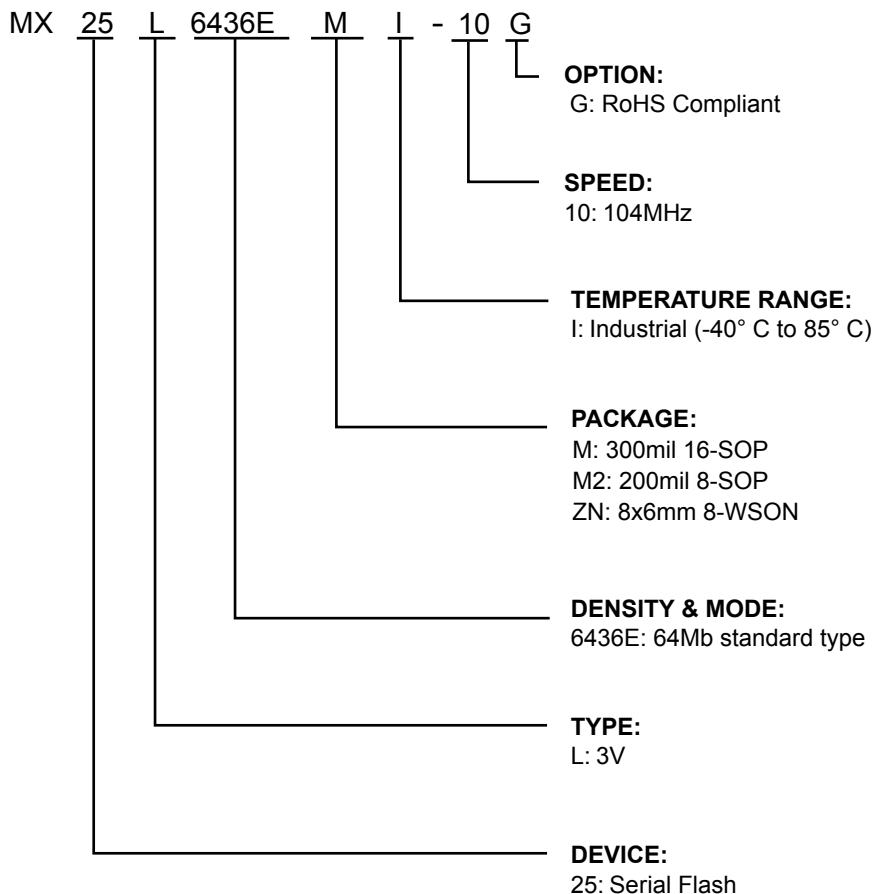 MX 25 L 6436E M I - 10 G
OPTION:
G: RoHS Compliant
SPEED:
10: 104MHz
TEMPERATURE RANGE:
I: Industrial (-40° C to 85° C)
PACKAGE:
M: 300mil 16-SOP
M2: 200mil 8-SOP
ZN: 8x6mm 8-WSON
DENSITY & MODE:
6436E: 64Mb standard type
TYPE:
L: 3V
DEVICE:
25: Serial Flash